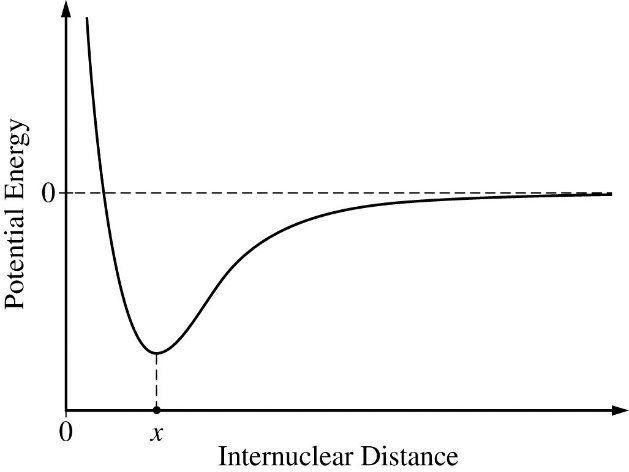 Potential Energy
0
0
x
Internuclear Distance